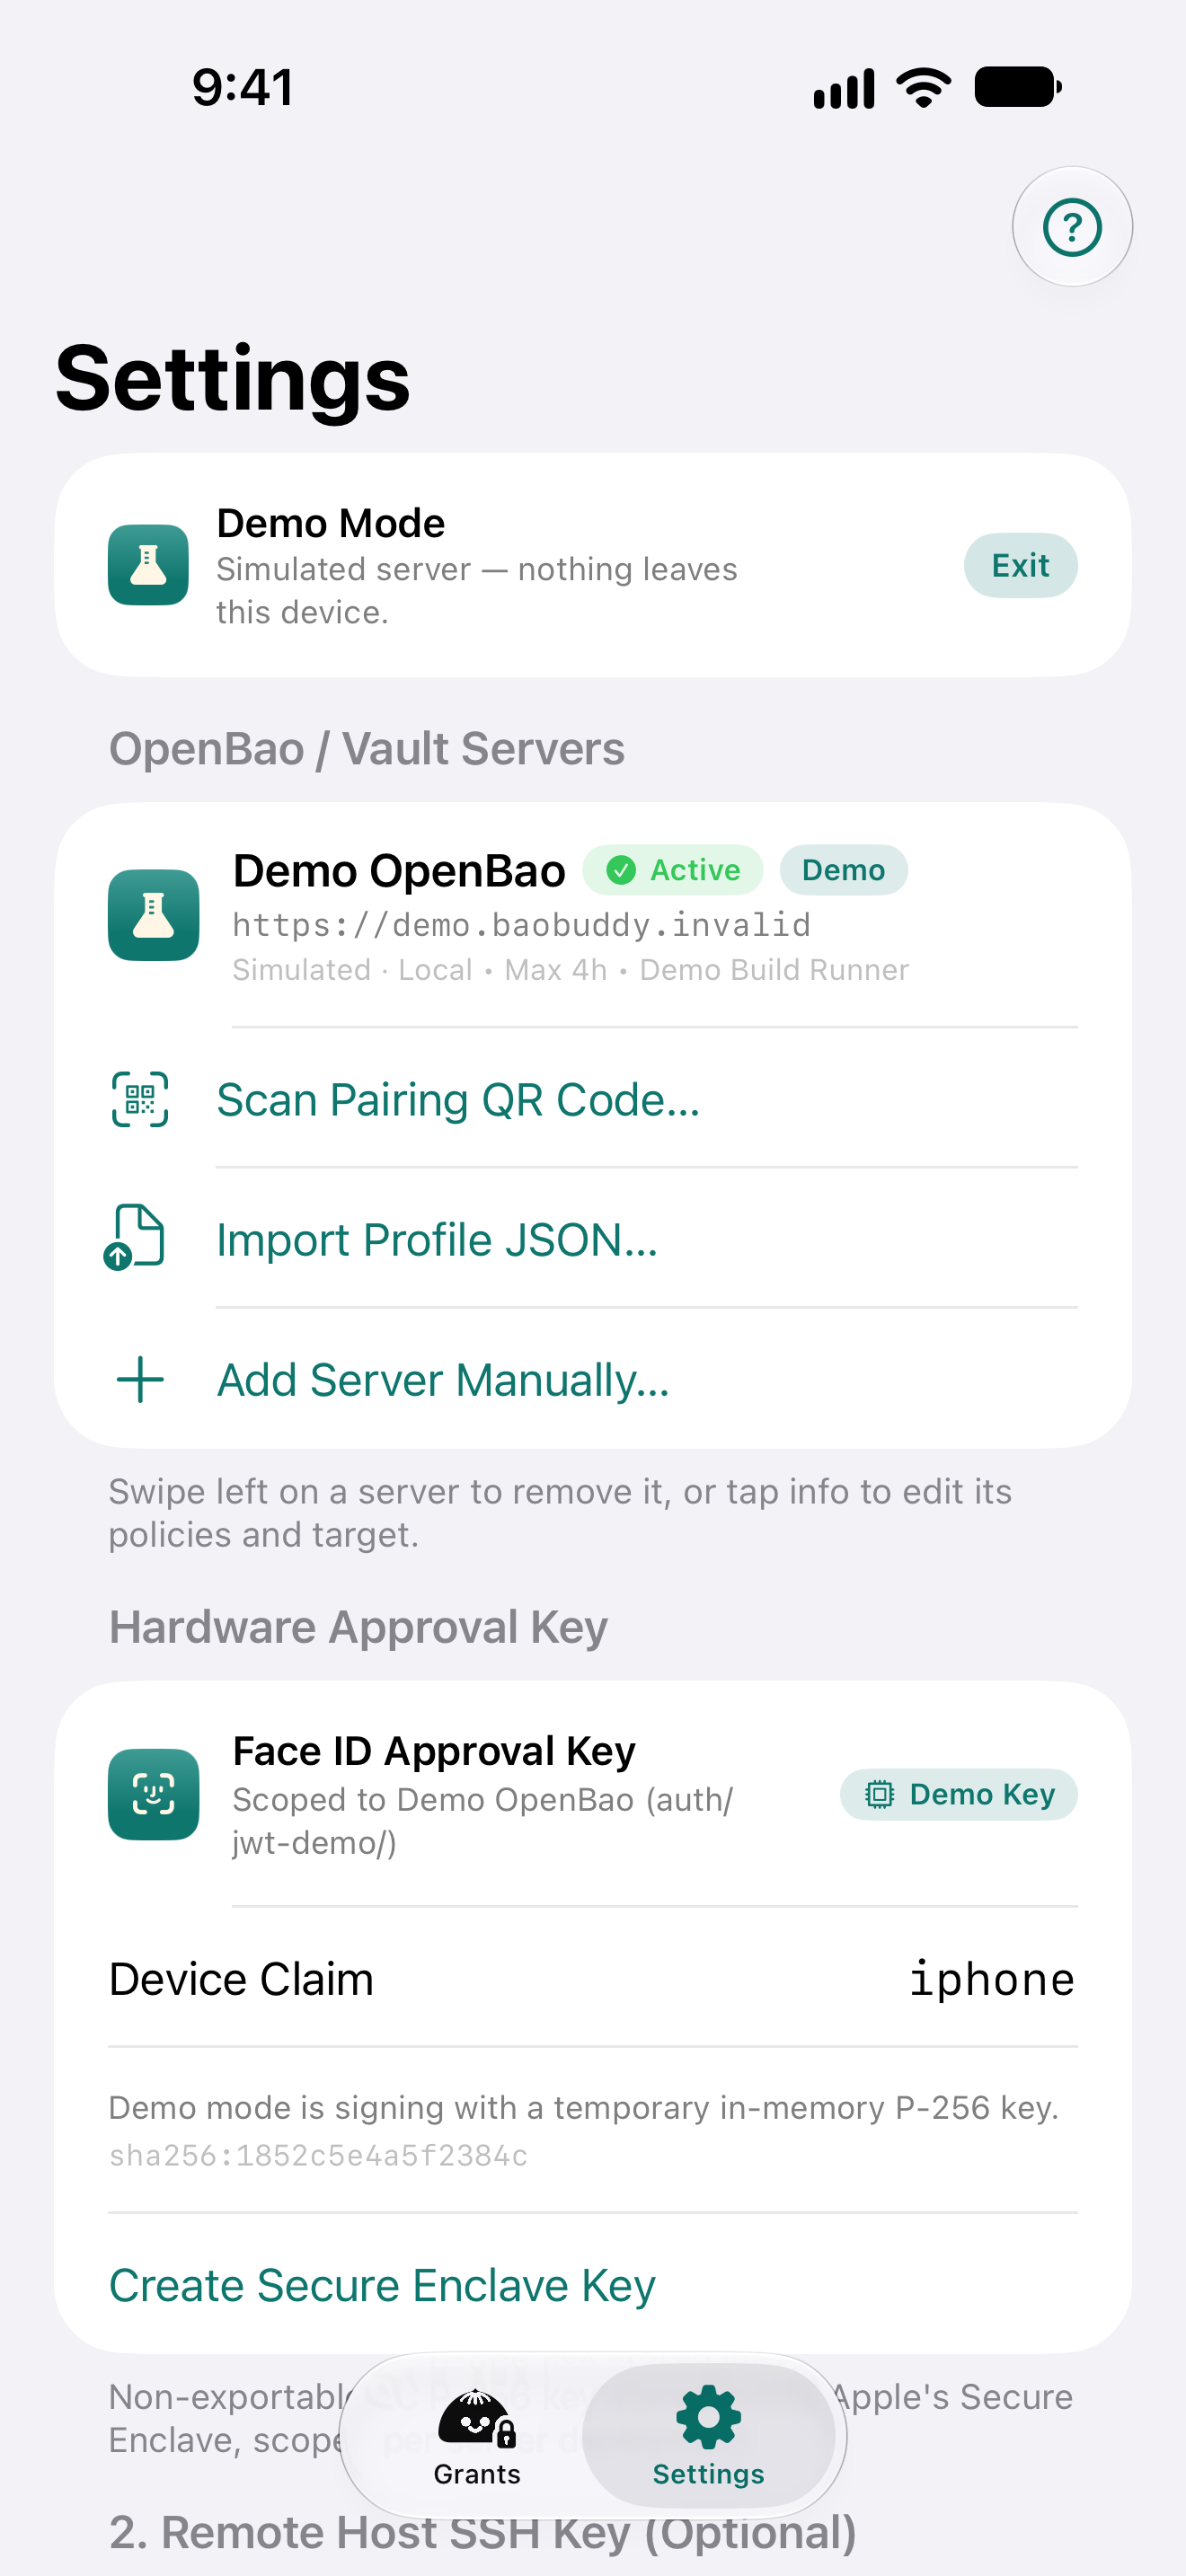 9:41
Settings
Demo Mode
Simulated server — nothing leaves
this device.
Exit
OpenBao / Vault Servers
Demo OpenBao
Active
Demo
https://demo.baobuddy.invalid
Simulated · Local • Max 4h • Demo Build Runner
Scan Pairing QR Code...
Import Profile JSON...
Add Server Manually...
Swipe left on a server to remove it, or tap info to edit its
policies and target.
Hardware Approval Key
Face ID Approval Key
Scoped to Demo OpenBao (auth/
jwt-demo/)
Demo Key
Device Claim
iphone
Demo mode is signing with a temporary in-memory P-256 key.
sha256:1852c5e4a5f2384c
Create Secure Enclave Key
Non-exportable Apple's Secure
Enclave, scope per
Grants
Settings
2. Remote Host SSH Key (Optional)